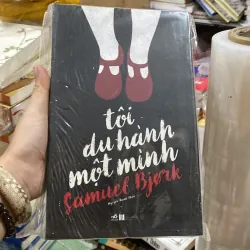 tôi
du hành
một mình
Samuel Bjørk